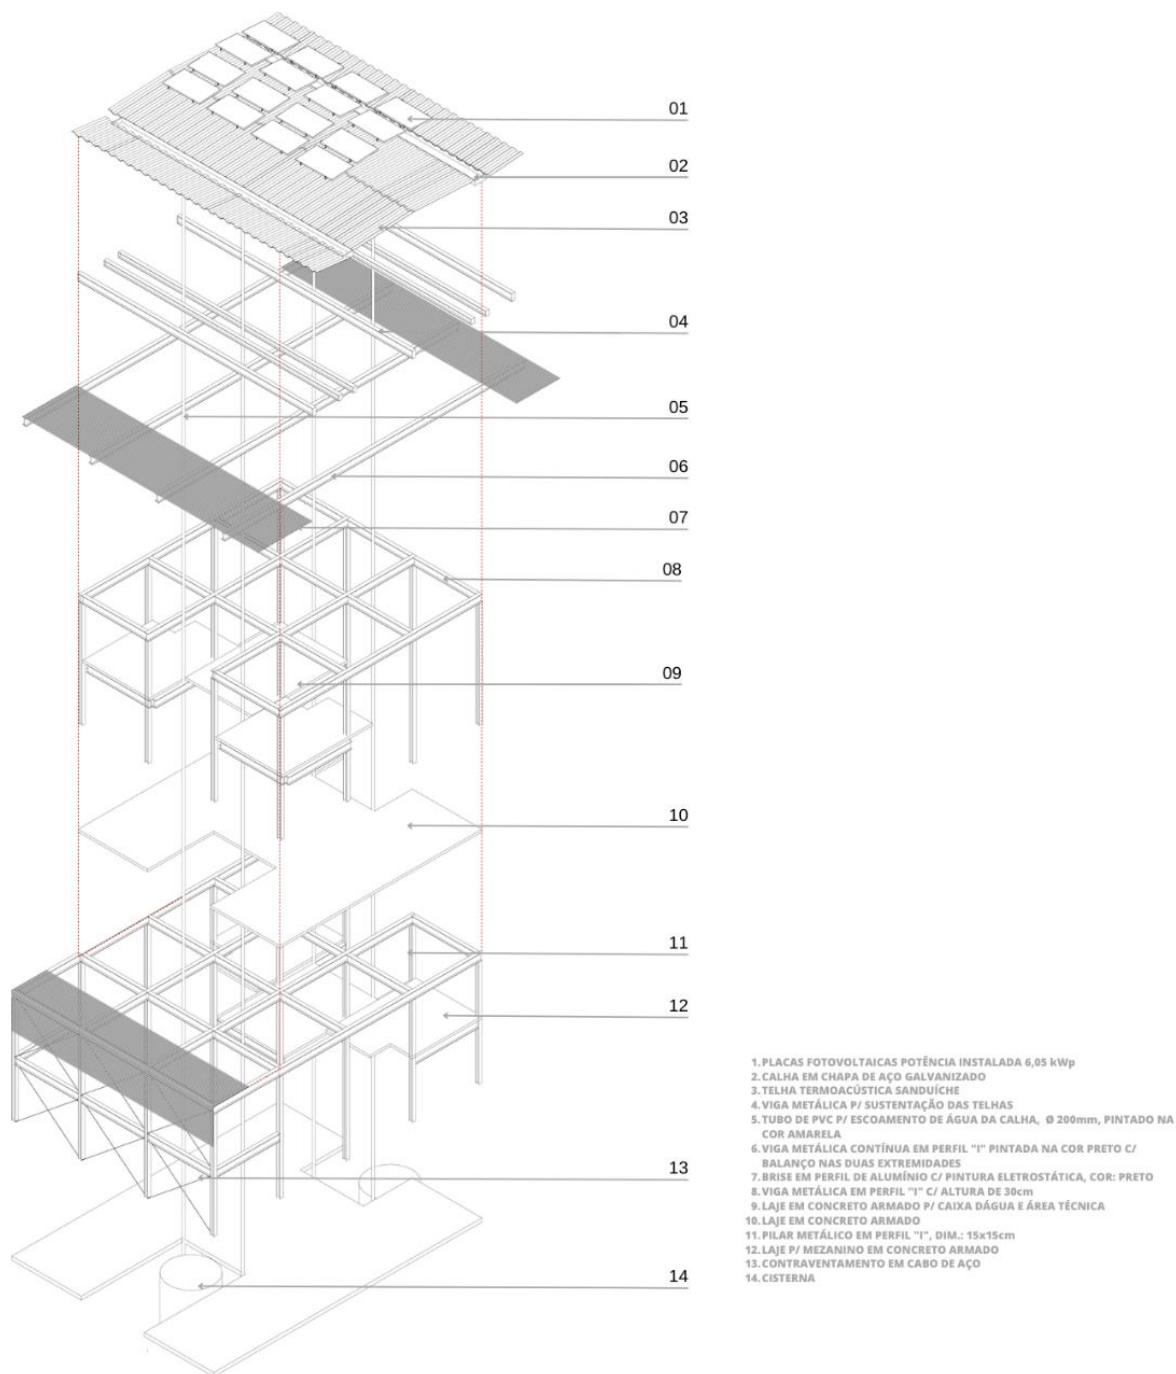 01
02
03
04
05
06
07
08
09
10
11
12
13
14
1. PLACAS FOTOVOLTAICAS POTÊNCIA INSTALADA 6,05 kWp
2. CALHA EM CHAPA DE AÇO GALVANIZADO
3. TELHA TERMOACÚSTICA SANDUÍCHE
4. VIGA METÁLICA P/ SUSTENTAÇÃO DAS TELHAS
5. TUBO DE PVC P/ ESCOAMENTO DE ÁGUA DA CALHA, Ø 200mm, PINTADO NA
COR AMARELA
6. VIGA METÁLICA CONTÍNUA EM PERFIL "I" PINTADA NA COR PRETO C/
BALANÇO NAS DUAS EXTREMIDADES
7. BRISE EM PERFIL DE ALUMÍNIO C/ PINTURA ELETROSTÁTICA, COR: PRETO
8. VIGA METÁLICA EM PERFIL "I" C/ ALTURA DE 30cm
9. LAJE EM CONCRETO ARMADO P/ CAIXA DÁGUA E ÁREA TÉCNICA
10. LAJE EM CONCRETO ARMADO
11. PILAR METÁLICO EM PERFIL "I", DIM.: 15x15cm
12. LAJE P/ MEZANINO EM CONCRETO ARMADO
13. CONTRAVENTAMENTO EM CABO DE AÇO
14. CISTERNA